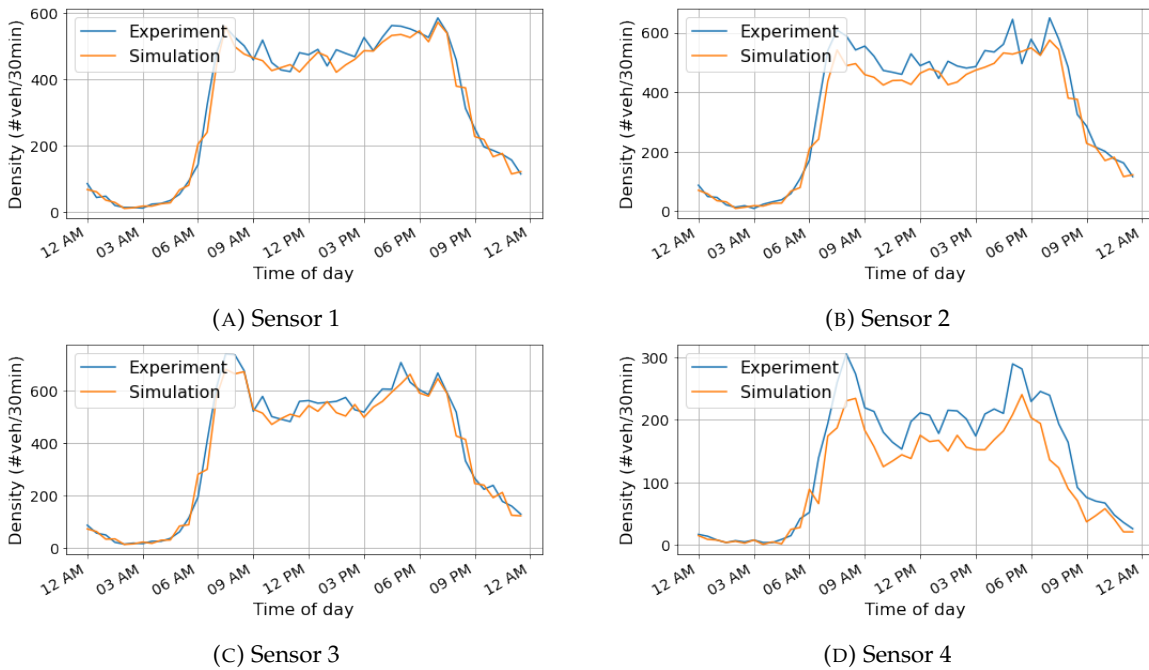 600
400
200
0
Density (#veh/30min)
Experiment
Simulation
12 AM 03 AM 06 AM 09 AM 12 PM 03 PM 06 PM 09 PM 12 AM
Time of day
(A) Sensor 1
600
400
200
0
Density (#veh/30min)
Experiment
Simulation
12 AM 03 AM 06 AM 09 AM 12 PM 03 PM 06 PM 09 PM 12 AM
Time of day
(B) Sensor 2
600
400
200
0
Density (#veh/30min)
Experiment
Simulation
12 AM 03 AM 06 AM 09 AM 12 PM 03 PM 06 PM 09 PM 12 AM
Time of day
(C) Sensor 3
300
200
100
0
Density (#veh/30min)
Experiment
Simulation
12 AM 03 AM 06 AM 09 AM 12 PM 03 PM 06 PM 09 PM 12 AM
Time of day
(D) Sensor 4